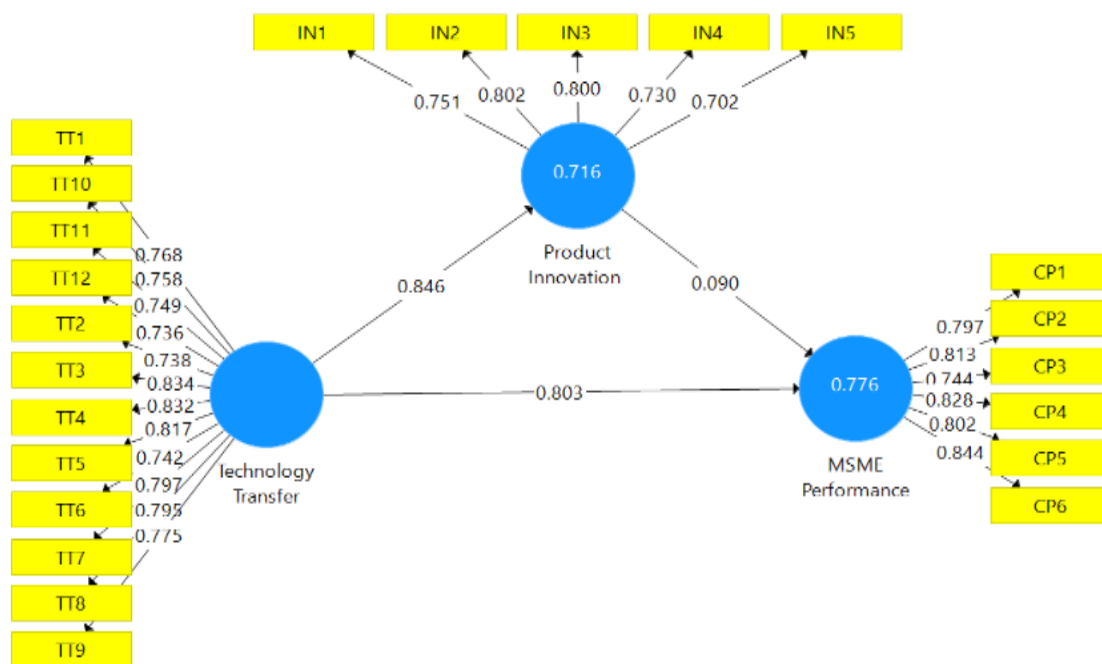 IN1 IN2 IN3 IN4 IN5
0.751 0.802 0.800 0.730 0.702
TT1
TT10
TT11
TT12
TT2
TT3
TT4
TT5
TT6
TT7
TT8
TT9
0.768
0.758
0.749
0.736
0.738
0.834
0.832
0.817
0.742
0.797
0.795
0.775
0.716
Product
Innovation
0.846
0.090
0.803
Technology
Transfer
0.776
MSME
Performance
0.797
0.813
0.744
0.828
0.802
0.844
CP1
CP2
CP3
CP4
CP5
CP6